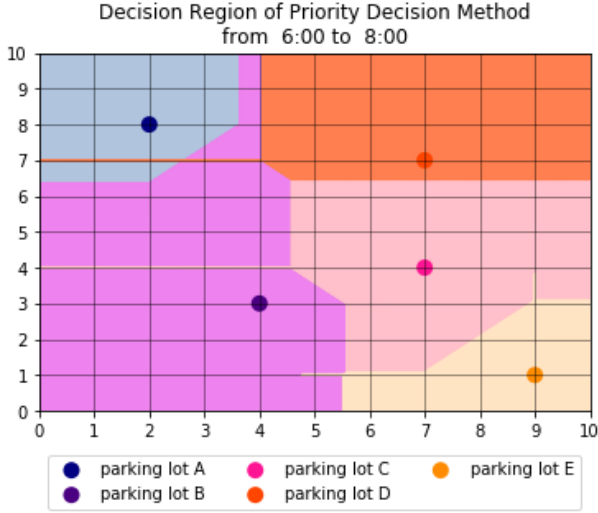 Decision Region of Priority Decision Method
from 6:00 to 8:00
10
9
8
7
6
5
4
3
2
1
0
0 1 2 3 4 5 6 7 8 9 10
parking lot A parking lot C parking lot E
parking lot B parking lot D